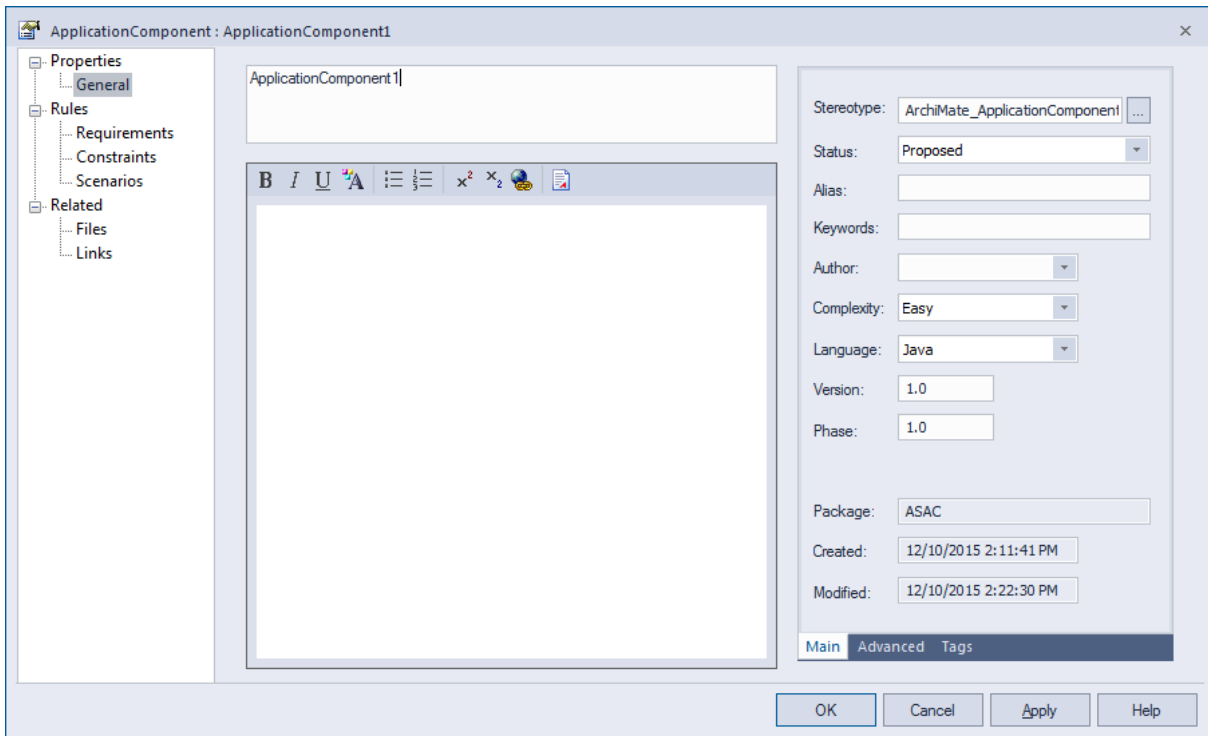 ApplicationComponent : ApplicationComponent1
Properties
General
Rules
Requirements
Constraints
Scenarios
Related
Files
Links
ApplicationComponent1
B I U A x² ×₂
Stereotype: ArchiMate_ApplicationComponent ...
Status: Proposed
Alias:
Keywords:
Author:
Complexity: Easy
Language: Java
Version: 1.0
Phase: 1.0
Package: ASAC
Created: 12/10/2015 2:11:41 PM
Modified: 12/10/2015 2:22:30 PM
Main Advanced Tags
OK Cancel Apply Help